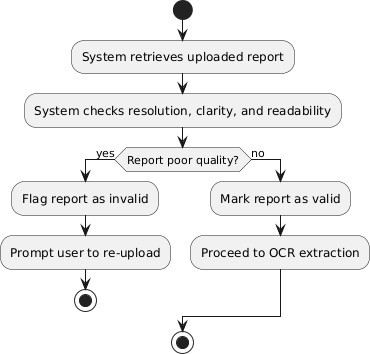 System retrieves uploaded report
System checks resolution, clarity, and readability
Report poor quality?
yes
no
Flag report as invalid
Mark report as valid
Prompt user to re-upload
Proceed to OCR extraction